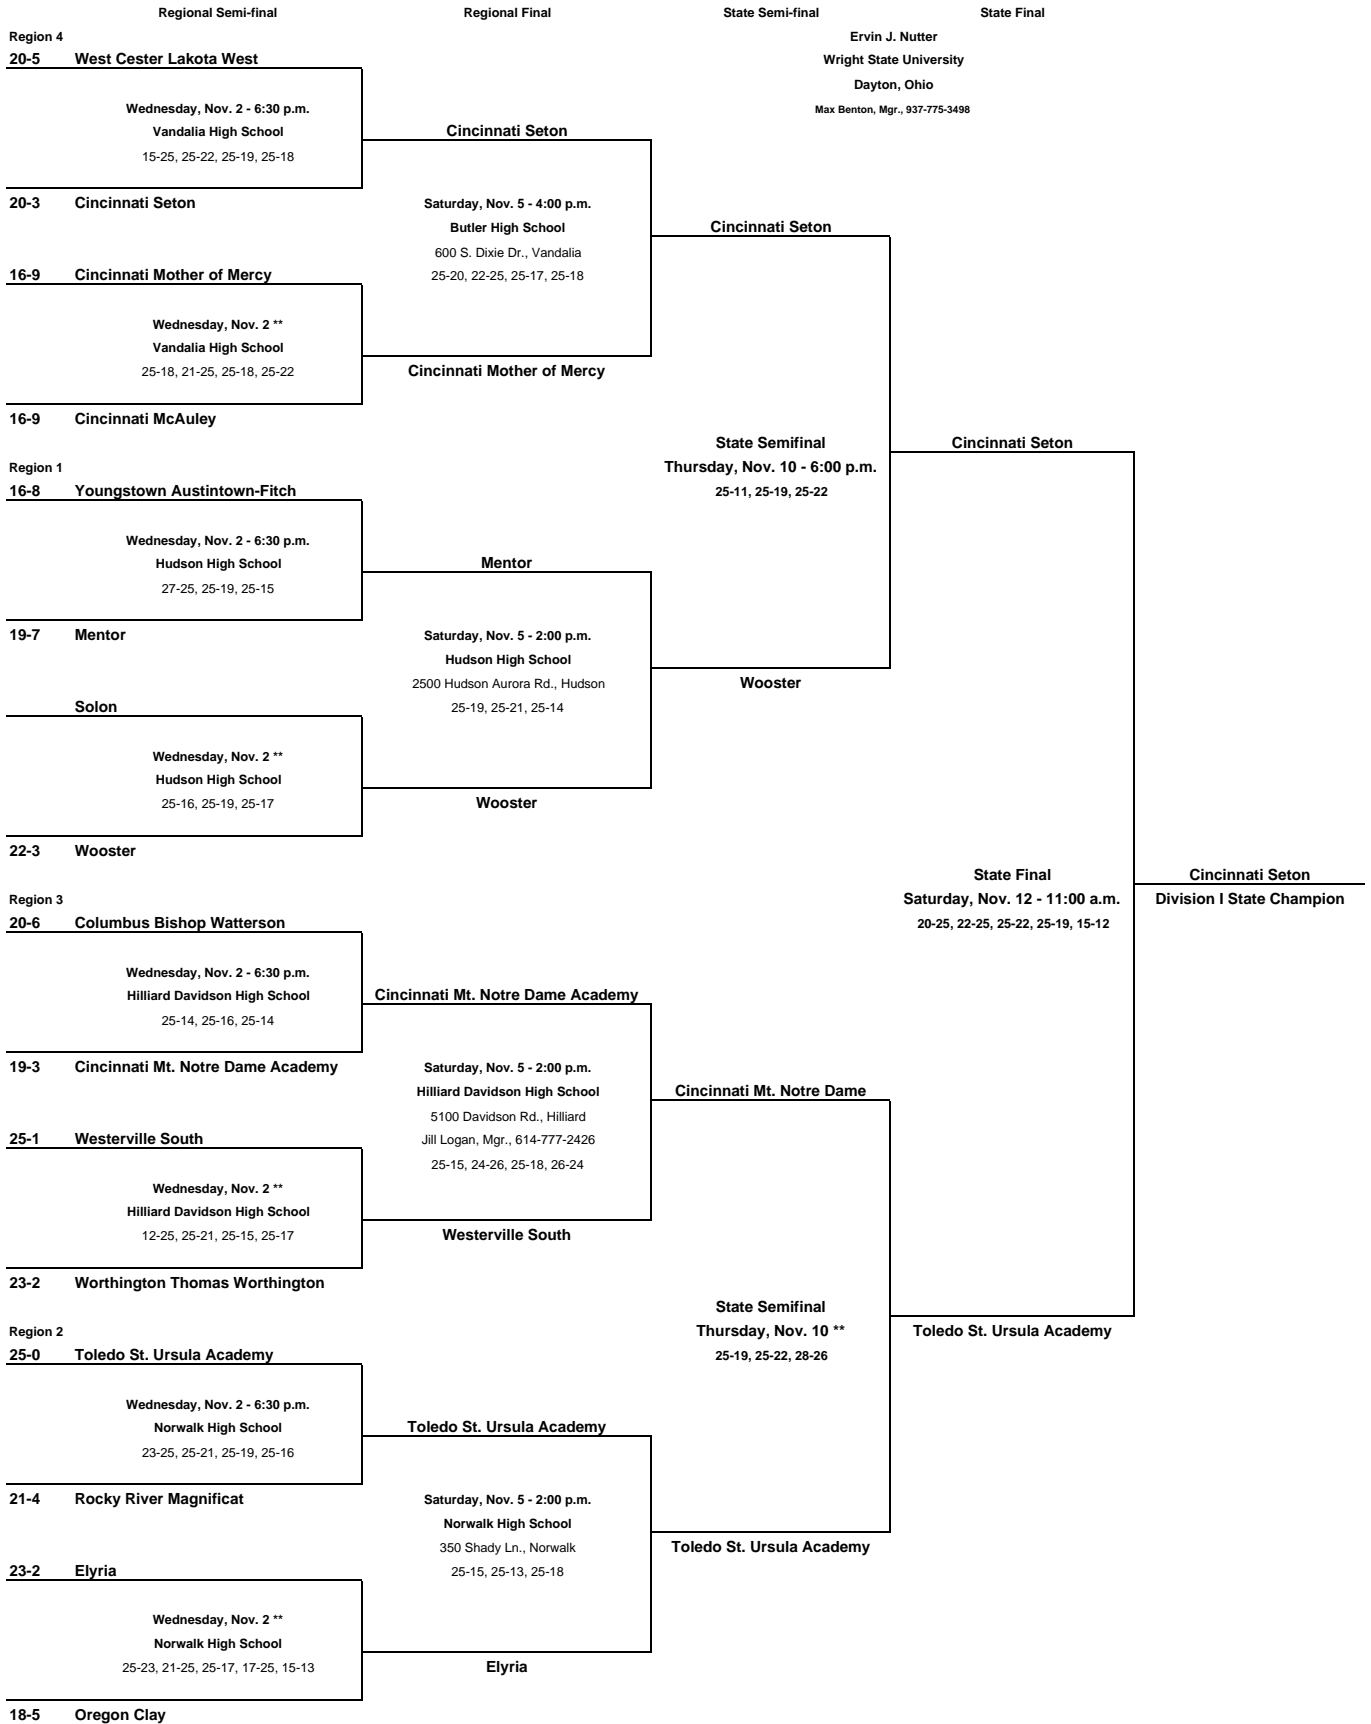 Regional Semi-final Regional Final State Semi-final State Final
Region 4
Ervin J. Nutter
Wright State University
Dayton, Ohio
Max Benton, Mgr., 937-775-3498
20-5 West Cester Lakota West
Wednesday, Nov. 2 - 6:30 p.m.
Vandalia High School
15-25, 25-22, 25-19, 25-18
20-3 Cincinnati Seton
Cincinnati Seton
Saturday, Nov. 5 - 4:00 p.m.
Butler High School
600 S. Dixie Dr., Vandalia
25-20, 22-25, 25-17, 25-18
Cincinnati Seton
16-9 Cincinnati Mother of Mercy
Wednesday, Nov. 2 **
Vandalia High School
25-18, 21-25, 25-18, 25-22
Cincinnati Mother of Mercy
16-9 Cincinnati McAuley
State Semifinal
Thursday, Nov. 10 - 6:00 p.m.
25-11, 25-19, 25-22
Cincinnati Seton
Region 1
16-8 Youngstown Austintown-Fitch
Wednesday, Nov. 2 - 6:30 p.m.
Hudson High School
27-25, 25-19, 25-15
19-7 Mentor
Mentor
Saturday, Nov. 5 - 2:00 p.m.
Hudson High School
2500 Hudson Aurora Rd., Hudson
25-19, 25-21, 25-14
Wooster
Solon
Wednesday, Nov. 2 **
Hudson High School
25-16, 25-19, 25-17
Wooster
22-3 Wooster
State Final
Saturday, Nov. 12 - 11:00 a.m.
20-25, 22-25, 25-22, 25-19, 15-12
Cincinnati Seton
Division I State Champion
Region 3
20-6 Columbus Bishop Watterson
Wednesday, Nov. 2 - 6:30 p.m.
Hilliard Davidson High School
25-14, 25-16, 25-14
19-3 Cincinnati Mt. Notre Dame Academy
Cincinnati Mt. Notre Dame Academy
Saturday, Nov. 5 - 2:00 p.m.
Hilliard Davidson High School
5100 Davidson Rd., Hilliard
Jill Logan, Mgr., 614-777-2426
25-15, 24-26, 25-18, 26-24
Cincinnati Mt. Notre Dame
25-1 Westerville South
Wednesday, Nov. 2 **
Hilliard Davidson High School
12-25, 25-21, 25-15, 25-17
Westerville South
23-2 Worthington Thomas Worthington
State Semifinal
Thursday, Nov. 10 **
25-19, 25-22, 28-26
Toledo St. Ursula Academy
Region 2
25-0 Toledo St. Ursula Academy
Wednesday, Nov. 2 - 6:30 p.m.
Norwalk High School
23-25, 25-21, 25-19, 25-16
21-4 Rocky River Magnificat
Toledo St. Ursula Academy
Saturday, Nov. 5 - 2:00 p.m.
Norwalk High School
350 Shady Ln., Norwalk
25-15, 25-13, 25-18
Toledo St. Ursula Academy
23-2 Elyria
Wednesday, Nov. 2 **
Norwalk High School
25-23, 21-25, 25-17, 17-25, 15-13
Elyria
18-5 Oregon Clay